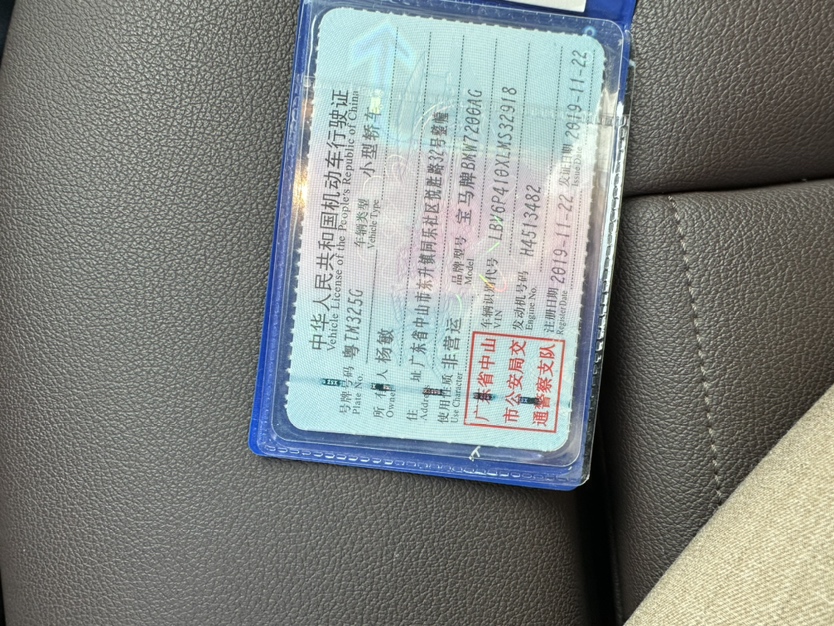 中华人民共和国机动车行驶证
Vehicle License of the People's Republic of China
号牌号码 粤TM325G 车辆类型 小型轿车
Plate No. Vehicle Type
所有人 杨敏
Owner
住址 广东省中山市东升镇同乐社区悦胜路32号
Address
使用性质 非营运 品牌型号 宝马牌BMW7200AG
Use Character Model
广东省中山
市公安局交
通警察支队
车辆识别代号 LBV6P410XLMS32918
VIN
发动机号码 H4513482
Engine No.
注册日期 2019-11-22 发证日期 2019-11-22
Register Date Issue Date